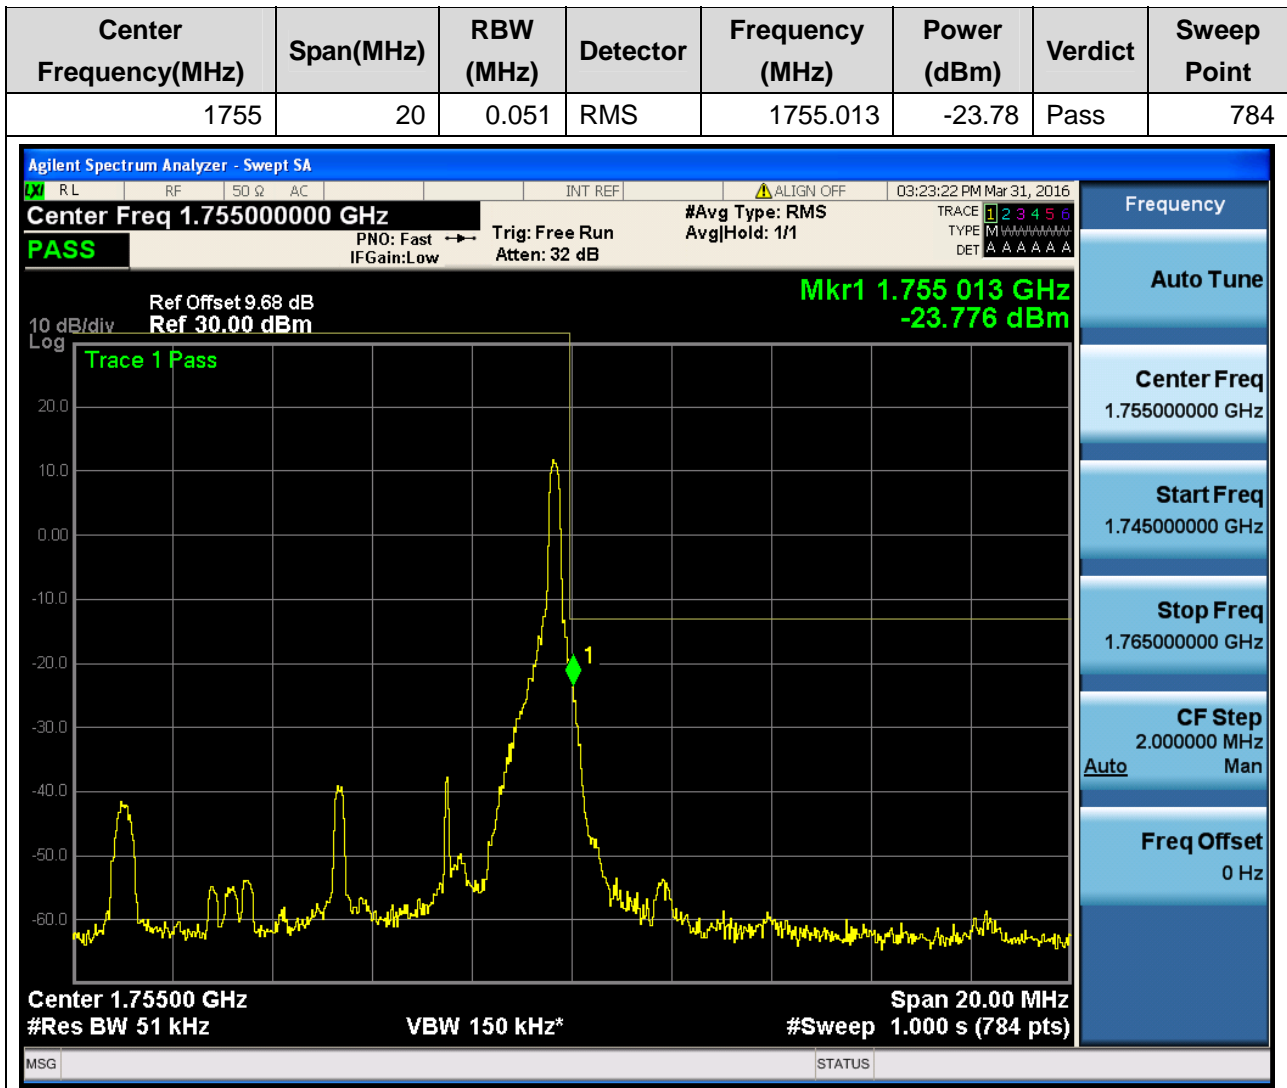 Center Frequency(MHz) Span(MHz) RBW (MHz) Detector Frequency (MHz) Power (dBm) Verdict Sweep Point
1755 20 0.051 RMS 1755.013 -23.78 Pass 784
Agilent Spectrum Analyzer - Swept SA
LXI RL RF 50 Ω AC INT REF ALIGN OFF 03:23:22 PM Mar 31, 2016
Center Freq 1.755000000 GHz
PASS
PNO: Fast
IFGain:Low
Trig: Free Run
Atten: 32 dB
#Avg Type: RMS
Avg|Hold: 1/1
TRACE 1 2 3 4 5 6
TYPE M WWWWW
DET A A A A A A
Ref Offset 9.68 dB
10 dB/div Ref 30.00 dBm
Log
Mkr1 1.755 013 GHz
-23.776 dBm
Trace 1 Pass
20.0
10.0
0.00
-10.0
-20.0
-30.0
-40.0
-50.0
-60.0
1
Center 1.75500 GHz Span 20.00 MHz
#Res BW 51 kHz VBW 150 kHz* #Sweep 1.000 s (784 pts)
MSG STATUS
Frequency
Auto Tune
Center Freq
1.755000000 GHz
Start Freq
1.745000000 GHz
Stop Freq
1.765000000 GHz
CF Step
2.000000 MHz
Auto Man
Freq Offset
0 Hz